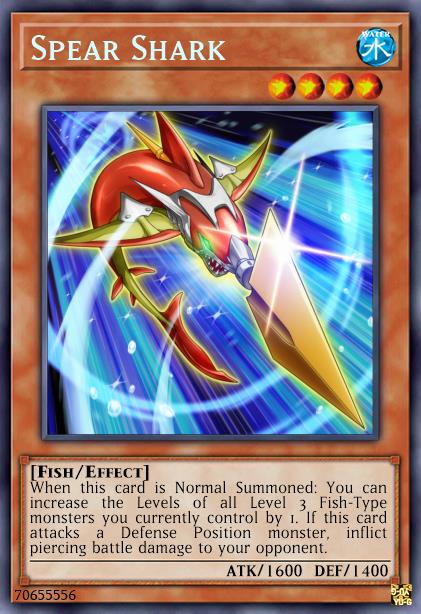 Spear Shark
WATER
水
[Fish/Effect]
When this card is Normal Summoned: You can
increase the Levels of all Level 3 Fish-Type
monsters you currently control by 1. If this card
attacks a Defense Position monster, inflict
piercing battle damage to your opponent.
ATK/1600 DEF/1400
70655556